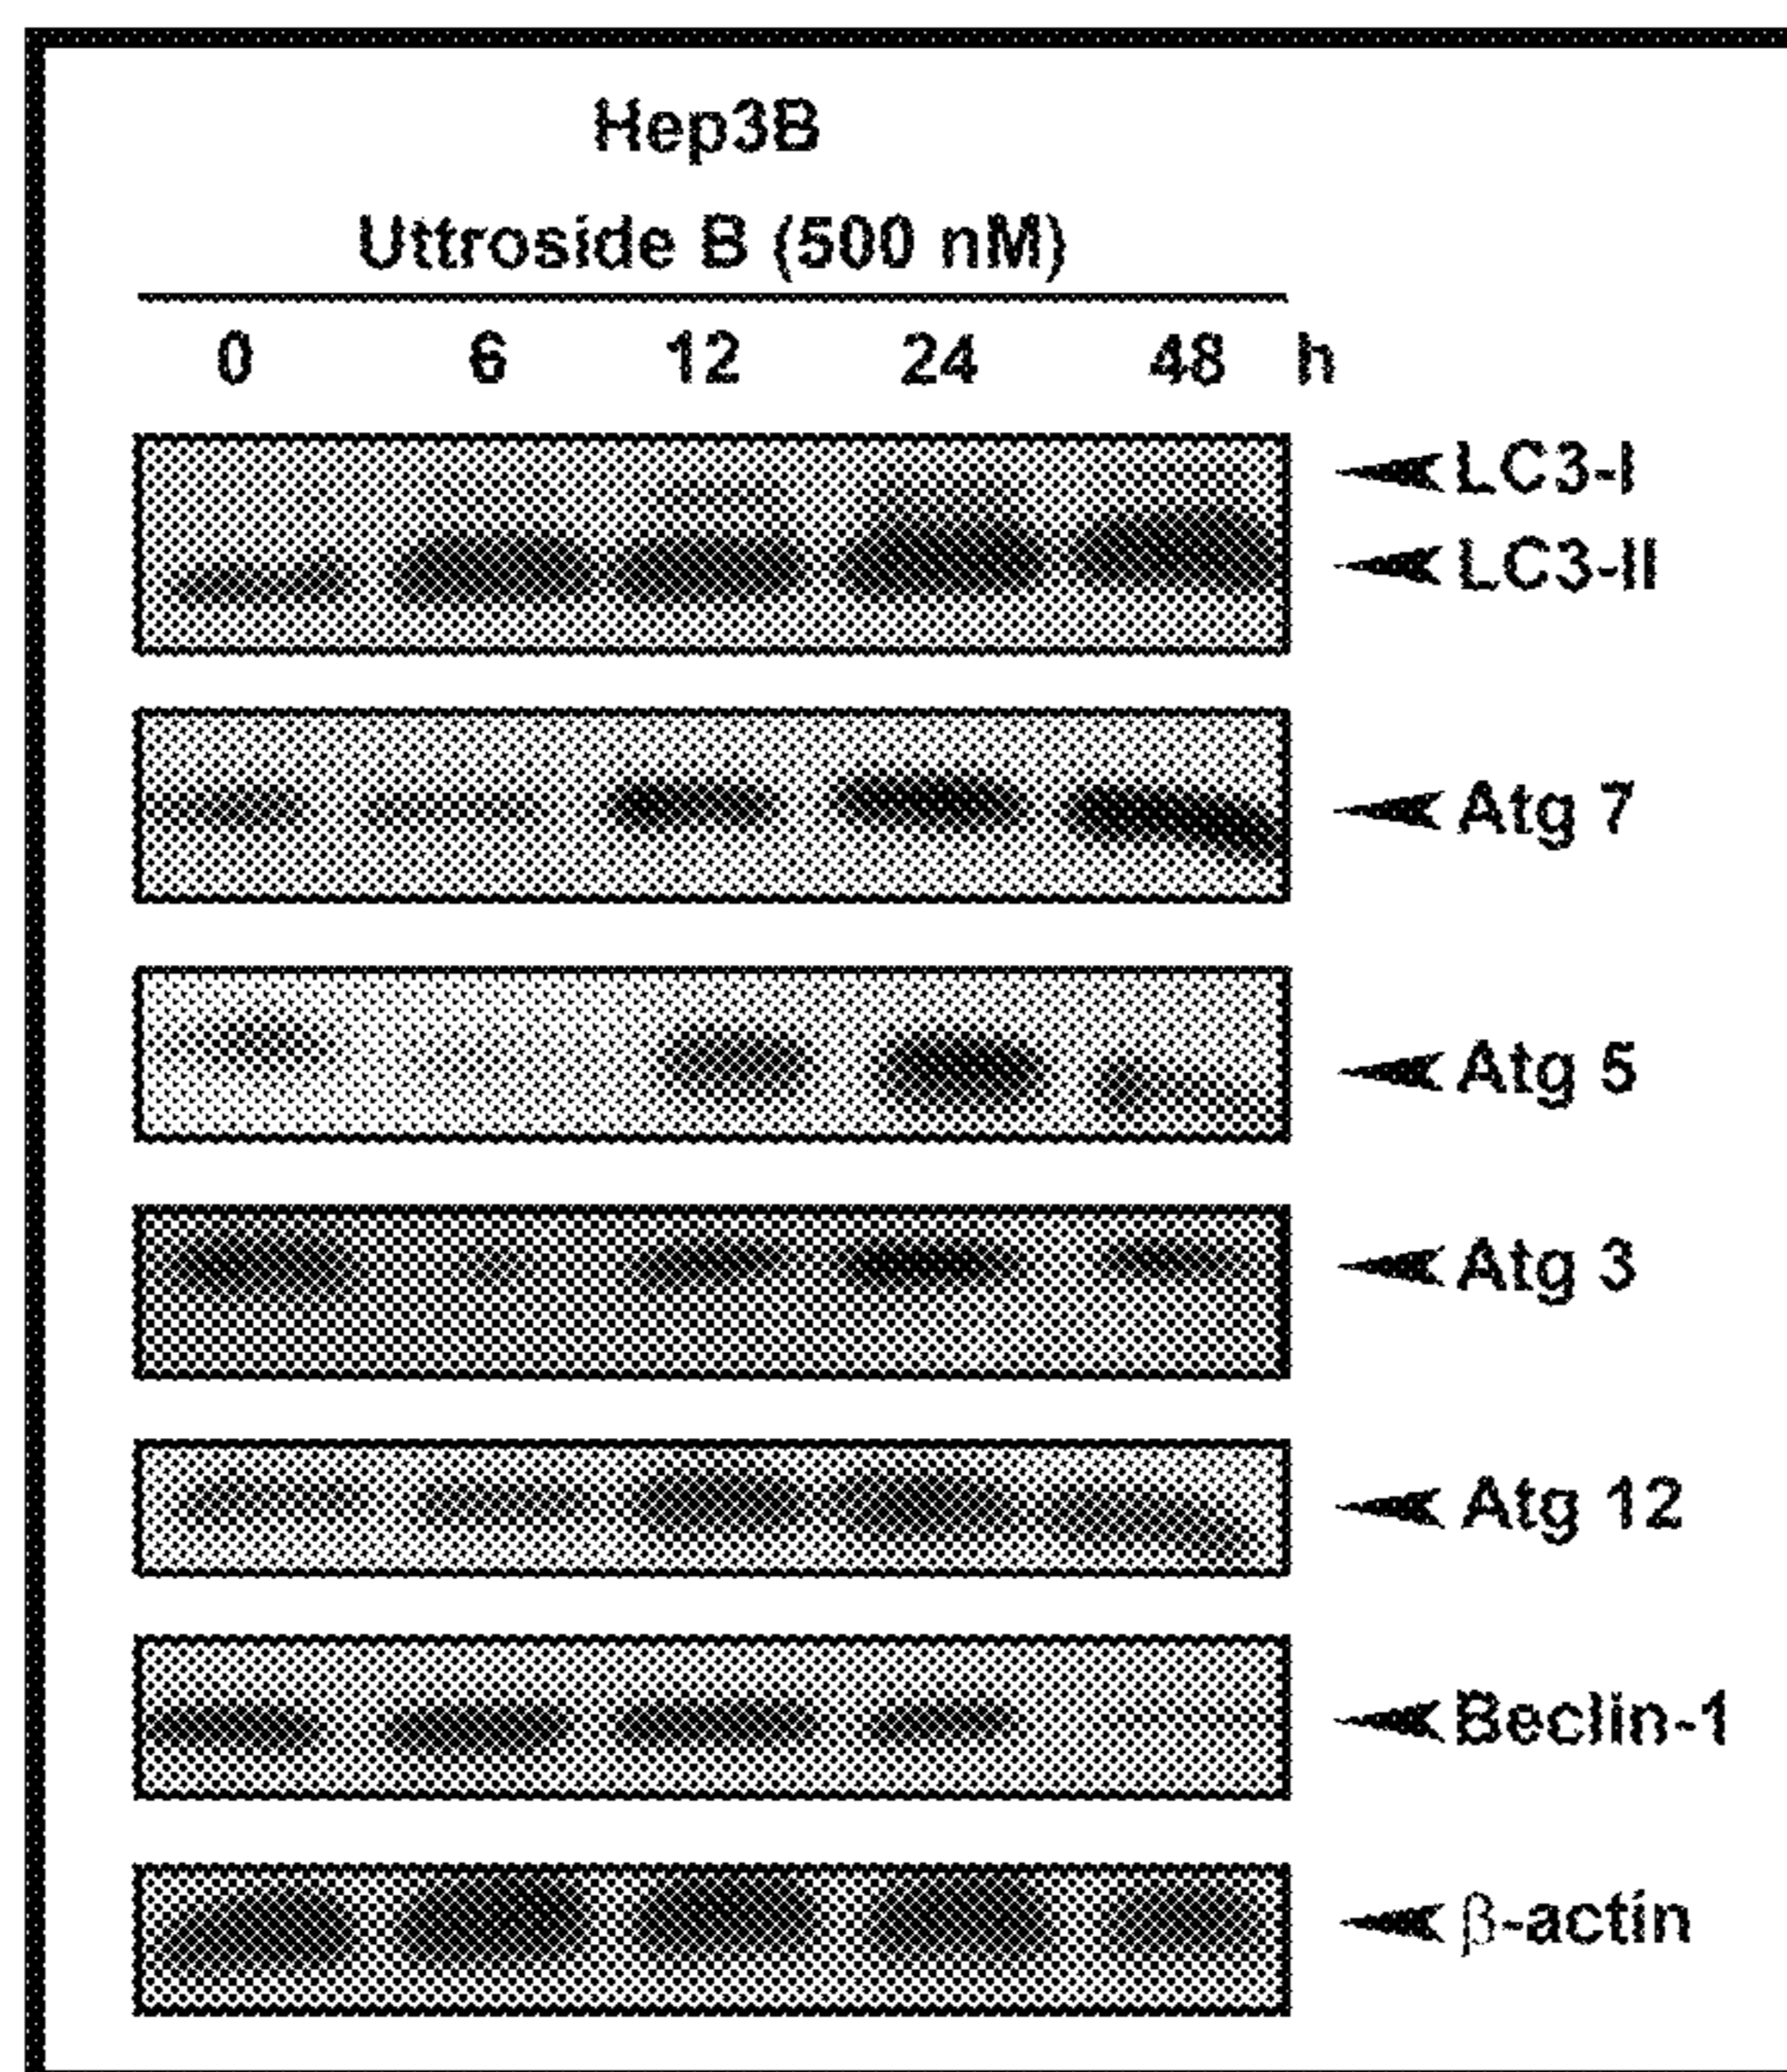 Hep3B
Uttroside B (500 nM)
0 6 12 24 48 h
LC3-I
LC3-II
Atg 7
Atg 5
Atg 3
Atg 12
Beclin-1
β-actin